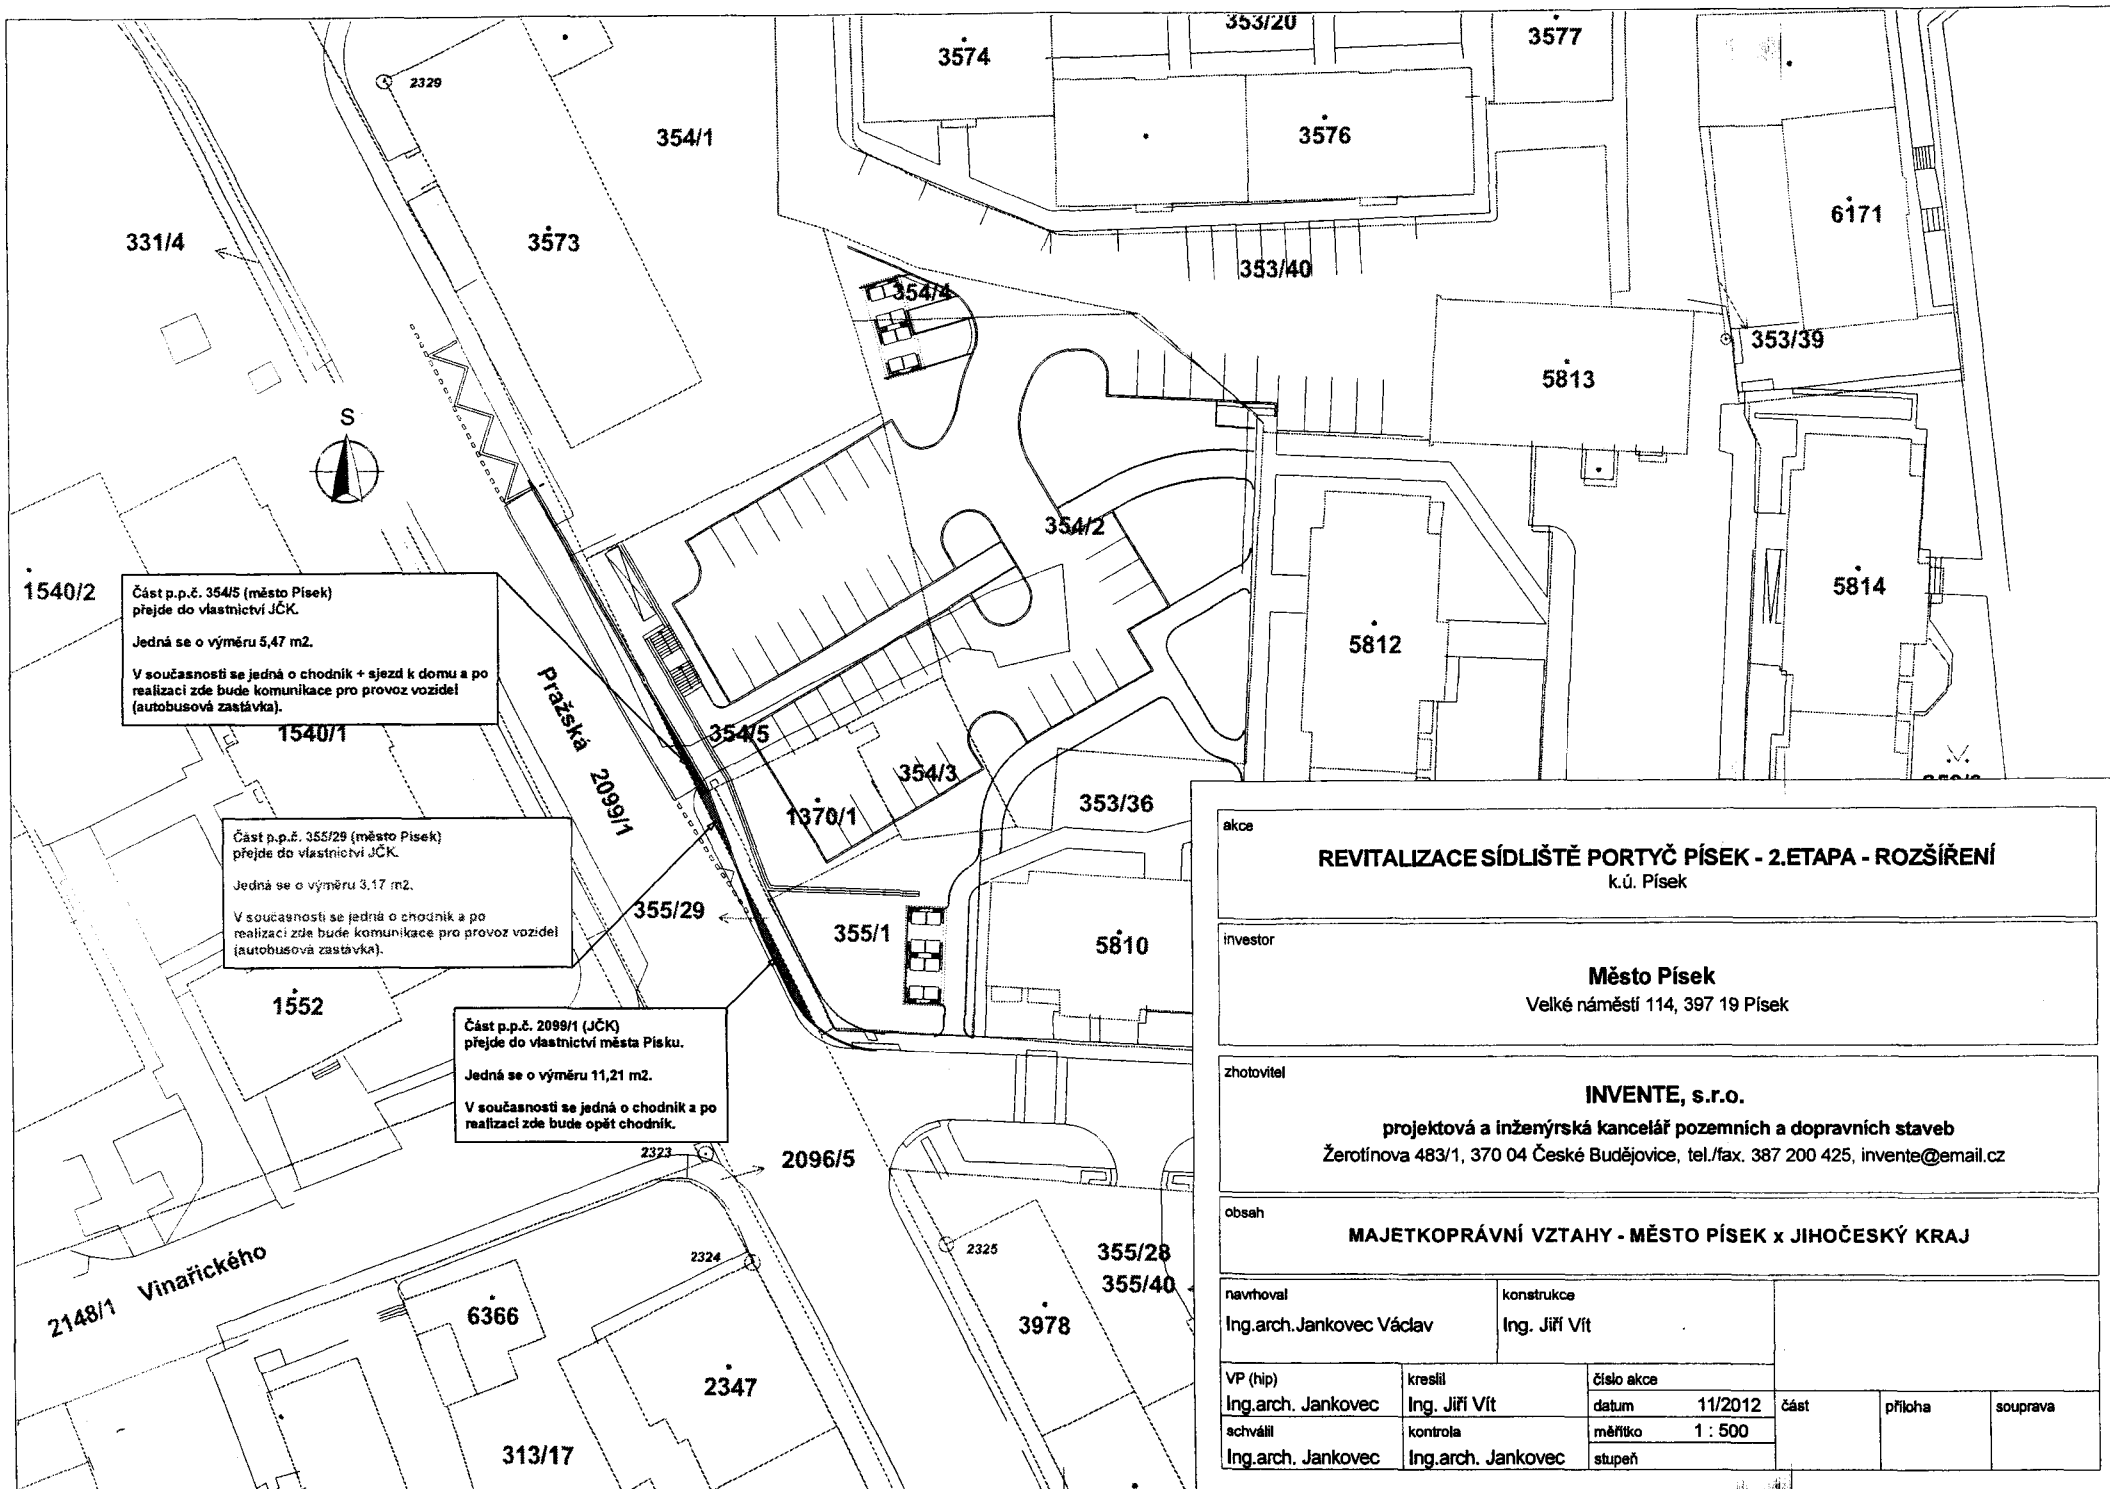 353/20
3577
3574
2329
354/1
3576
331/4
3573
6171
353/40
354/4
353/39
5813
S
354/2
1540/2
5814
Část p.p.č. 354/5 (město Písek)
přejde do vlastnictví JČK.
Jedná se o výměru 5,47 m2.
V současnosti se jedná o chodník + sjezd k domu a po
realizaci zde bude komunikace pro provoz vozidel
(autobusová zastávka).
5812
1540/1
Pražská 2099/1
354/5
354/3
1370/1
353/36
Část p.p.č. 355/29 (město Písek)
přejde do vlastnictví JČK.
Jedná se o výměru 3,17 m2.
V současnosti se jedná o chodník a po
realizaci zde bude komunikace pro provoz vozidel
(autobusová zastávka).
355/29
355/1
5810
1552
Část p.p.č. 2099/1 (JČK)
přejde do vlastnictví města Písku.
Jedná se o výměru 11,21 m2.
V současnosti se jedná o chodník a po
realizaci zde bude opět chodník.
2323
2096/5
2324
2325
355/28
355/40
2148/1 Vinařického
6366
3978
2347
313/17
akce
REVITALIZACE SÍDLIŠTĚ PORTYČ PÍSEK - 2.ETAPA - ROZŠÍŘENÍ
k.ú. Písek
investor
Město Písek
Velké náměstí 114, 397 19 Písek
zhotovitel
INVENTE, s.r.o.
projektová a inženýrská kancelář pozemních a dopravních staveb
Žerotínova 483/1, 370 04 České Budějovice, tel./fax. 387 200 425, invente@email.cz
obsah
MAJETKOPRÁVNÍ VZTAHY - MĚSTO PÍSEK x JIHOČESKÝ KRAJ
navrhoval
konstrukce
Ing.arch.Jankovec Václav
Ing. Jiří Vít
VP (hip)
kreslil
číslo akce
Ing.arch. Jankovec
Ing. Jiří Vít
datum 11/2012
část
příloha
souprava
schválil
kontrola
měřítko 1 : 500
Ing.arch. Jankovec
Ing.arch. Jankovec
stupeň